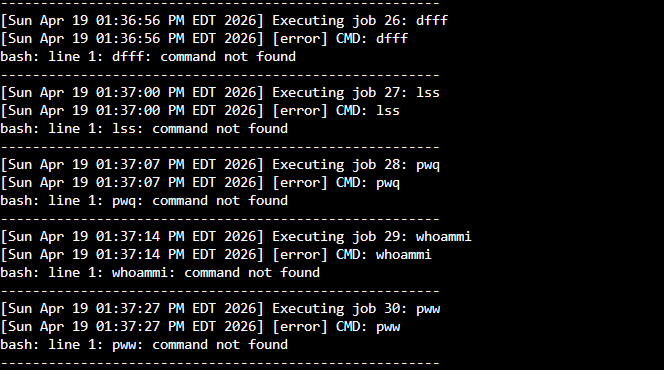 -------------------------------------------------------
[Sun Apr 19 01:36:56 PM EDT 2026] Executing job 26: dfff
[Sun Apr 19 01:36:56 PM EDT 2026] [error] CMD: dfff
bash: line 1: dfff: command not found
-------------------------------------------------------
[Sun Apr 19 01:37:00 PM EDT 2026] Executing job 27: lss
[Sun Apr 19 01:37:00 PM EDT 2026] [error] CMD: lss
bash: line 1: lss: command not found
-------------------------------------------------------
[Sun Apr 19 01:37:07 PM EDT 2026] Executing job 28: pwq
[Sun Apr 19 01:37:07 PM EDT 2026] [error] CMD: pwq
bash: line 1: pwq: command not found
-------------------------------------------------------
[Sun Apr 19 01:37:14 PM EDT 2026] Executing job 29: whoammi
[Sun Apr 19 01:37:14 PM EDT 2026] [error] CMD: whoammi
bash: line 1: whoammi: command not found
-------------------------------------------------------
[Sun Apr 19 01:37:27 PM EDT 2026] Executing job 30: pww
[Sun Apr 19 01:37:27 PM EDT 2026] [error] CMD: pww
bash: line 1: pww: command not found
-------------------------------------------------------